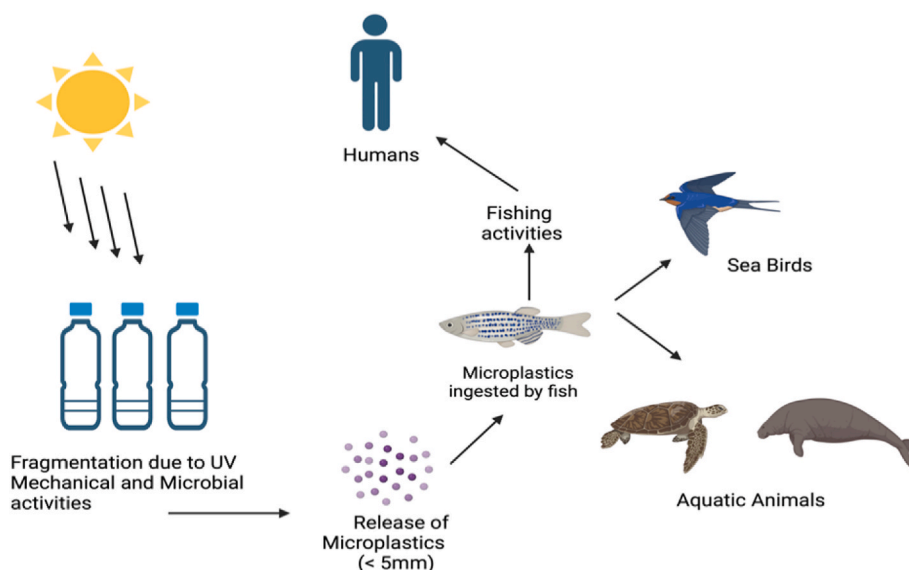 Humans
Fishing
activities
Sea Birds
Microplastics
ingested by fish
Fragmentation due to UV
Mechanical and Microbial
activities
Release of
Microplastics
(< 5mm)
Aquatic Animals